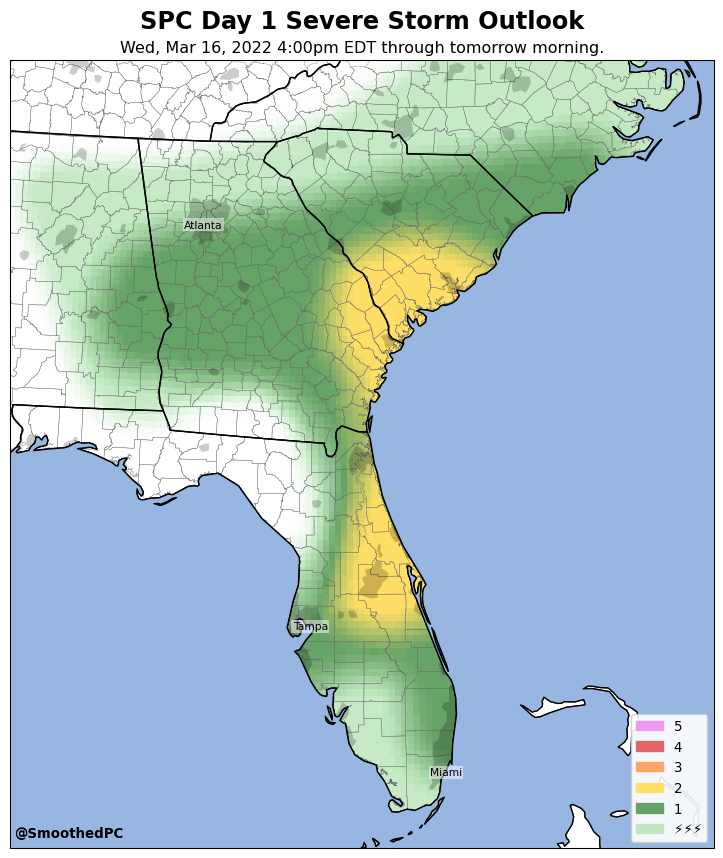 SPC Day 1 Severe Storm Outlook
Wed, Mar 16, 2022 4:00pm EDT through tomorrow morning.
Atlanta
Tampa
Miami
5
4
3
2
1
⚡⚡⚡
@SmoothedPC